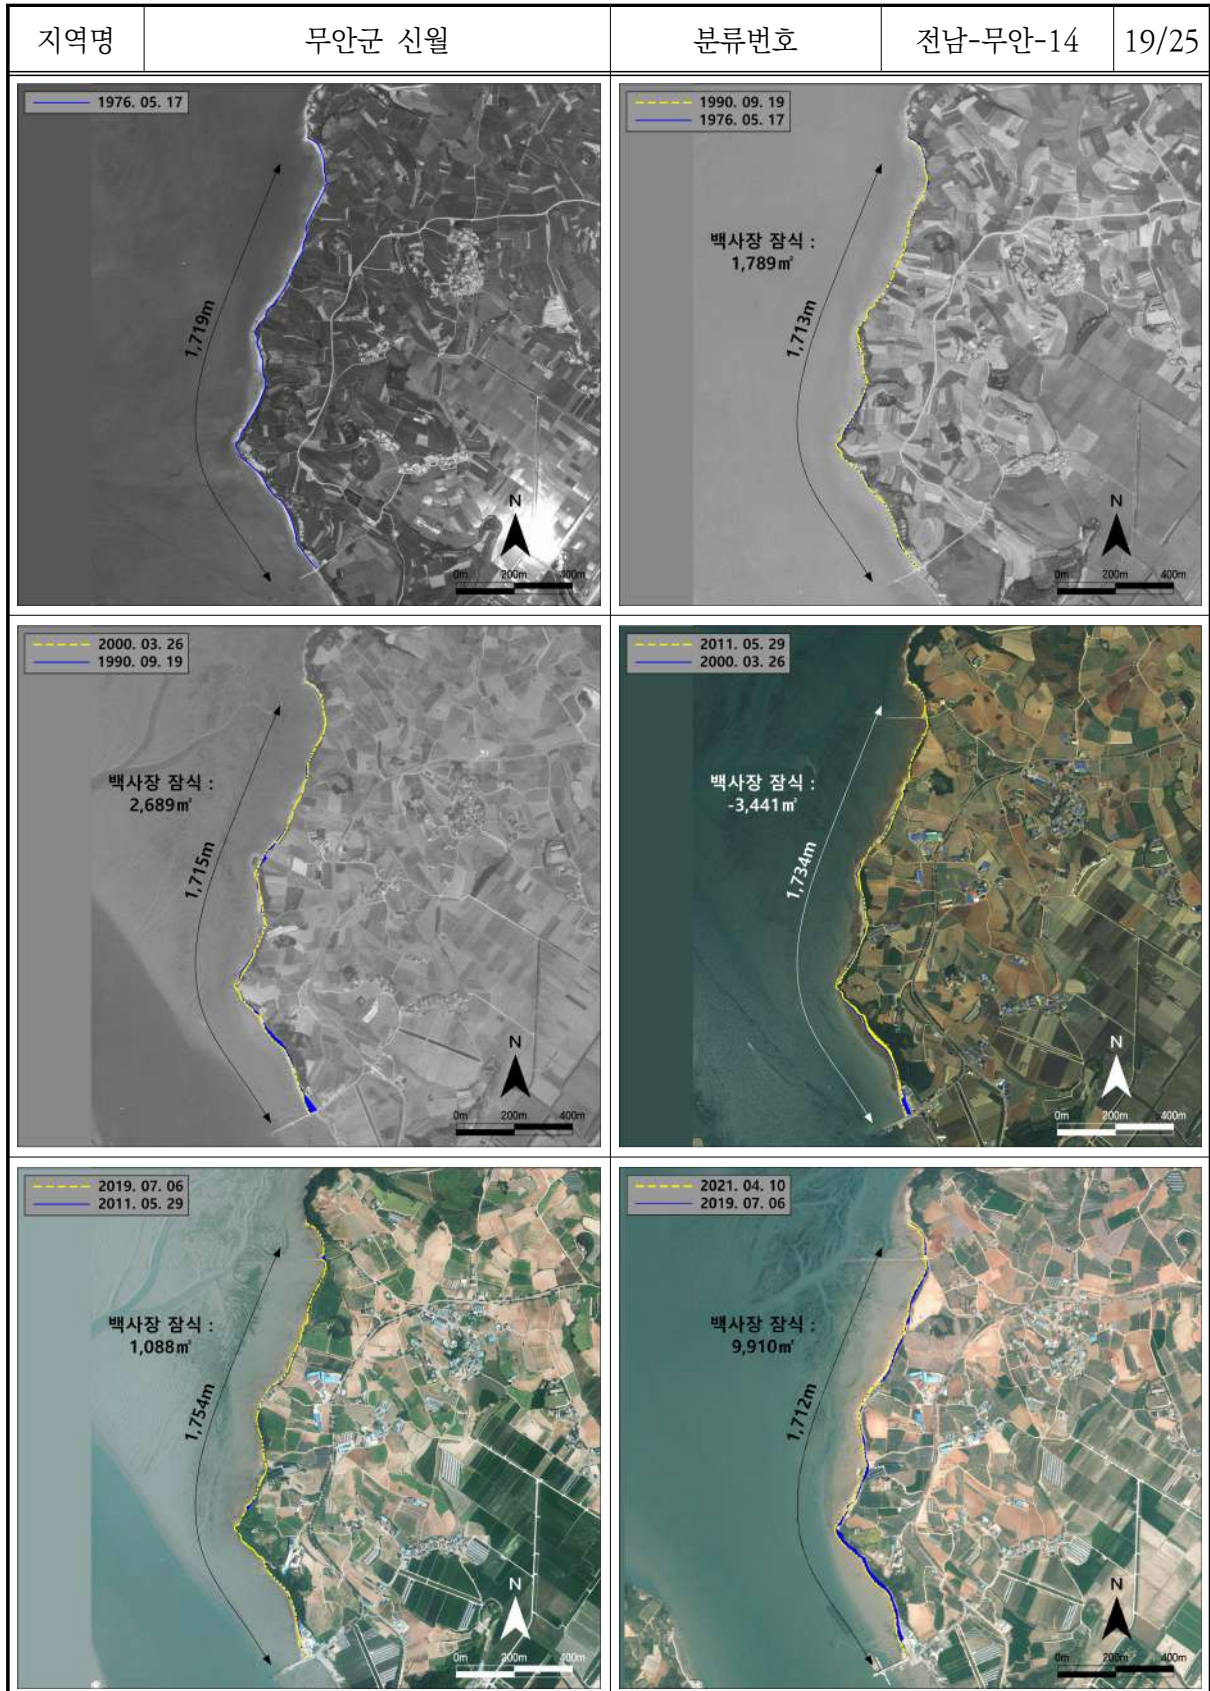 지역명 무안군 신월 분류번호 전남-무안-14 19/25
1976. 05. 17
1,719m
N
0m 200m 400m
1990. 09. 19
1976. 05. 17
백사장 잠식 :
1,789㎡
1,713m
N
0m 200m 400m
2000. 03. 26
1990. 09. 19
백사장 잠식 :
2,689㎡
1,715m
N
0m 200m 400m
2011. 05. 29
2000. 03. 26
백사장 잠식 :
-3,441㎡
1,734m
N
0m 200m 400m
2019. 07. 06
2011. 05. 29
백사장 잠식 :
1,088㎡
1,754m
N
0m 200m 400m
2021. 04. 10
2019. 07. 06
백사장 잠식 :
9,910㎡
1,712m
N
0m 200m 400m